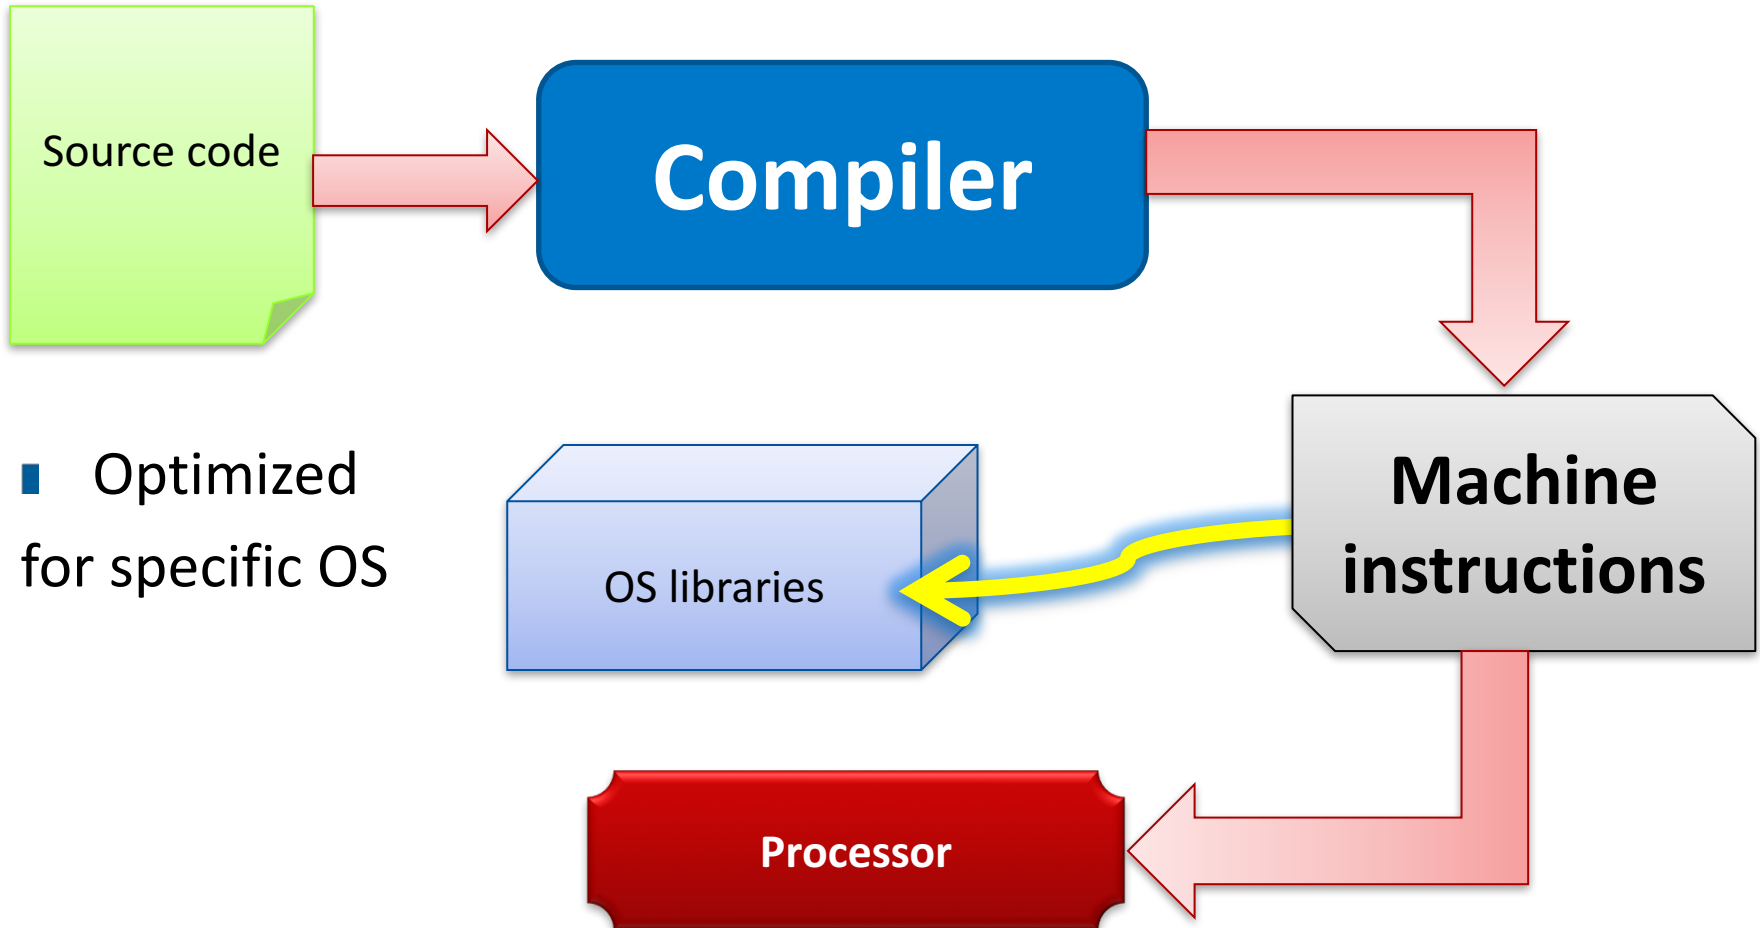 Source code
Compiler
Optimized
for specific OS
OS libraries
Machine
instructions
Processor